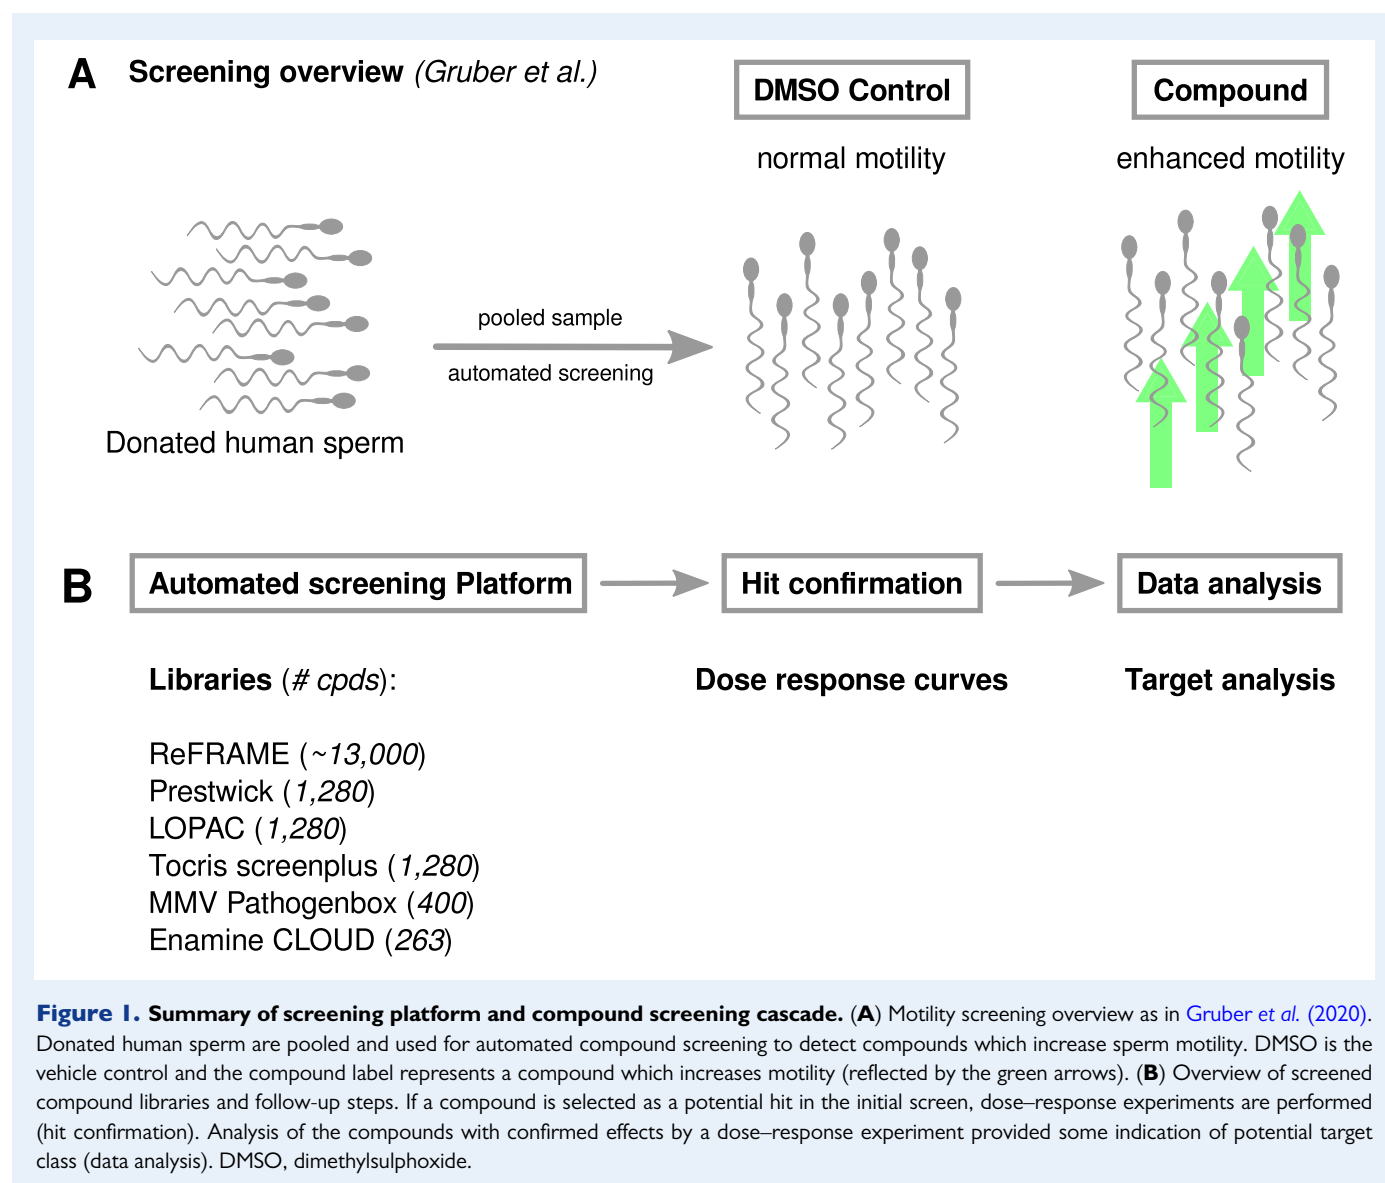 A Screening overview (Gruber et al.)
DMSO Control
Compound
normal motility
enhanced motility
pooled sample
automated screening
Donated human sperm
B Automated screening Platform
Hit confirmation
Data analysis
Libraries (# cpds):
Dose response curves
Target analysis
ReFRAME (~13,000)
Prestwick (1,280)
LOPAC (1,280)
Tocris screenplus (1,280)
MMV Pathogenbox (400)
Enamine CLOUD (263)
Figure 1. Summary of screening platform and compound screening cascade. (A) Motility screening overview as in Gruber et al. (2020).
Donated human sperm are pooled and used for automated compound screening to detect compounds which increase sperm motility. DMSO is the
vehicle control and the compound label represents a compound which increases motility (reflected by the green arrows). (B) Overview of screened
compound libraries and follow-up steps. If a compound is selected as a potential hit in the initial screen, dose–response experiments are performed
(hit confirmation). Analysis of the compounds with confirmed effects by a dose–response experiment provided some indication of potential target
class (data analysis). DMSO, dimethylsulphoxide.